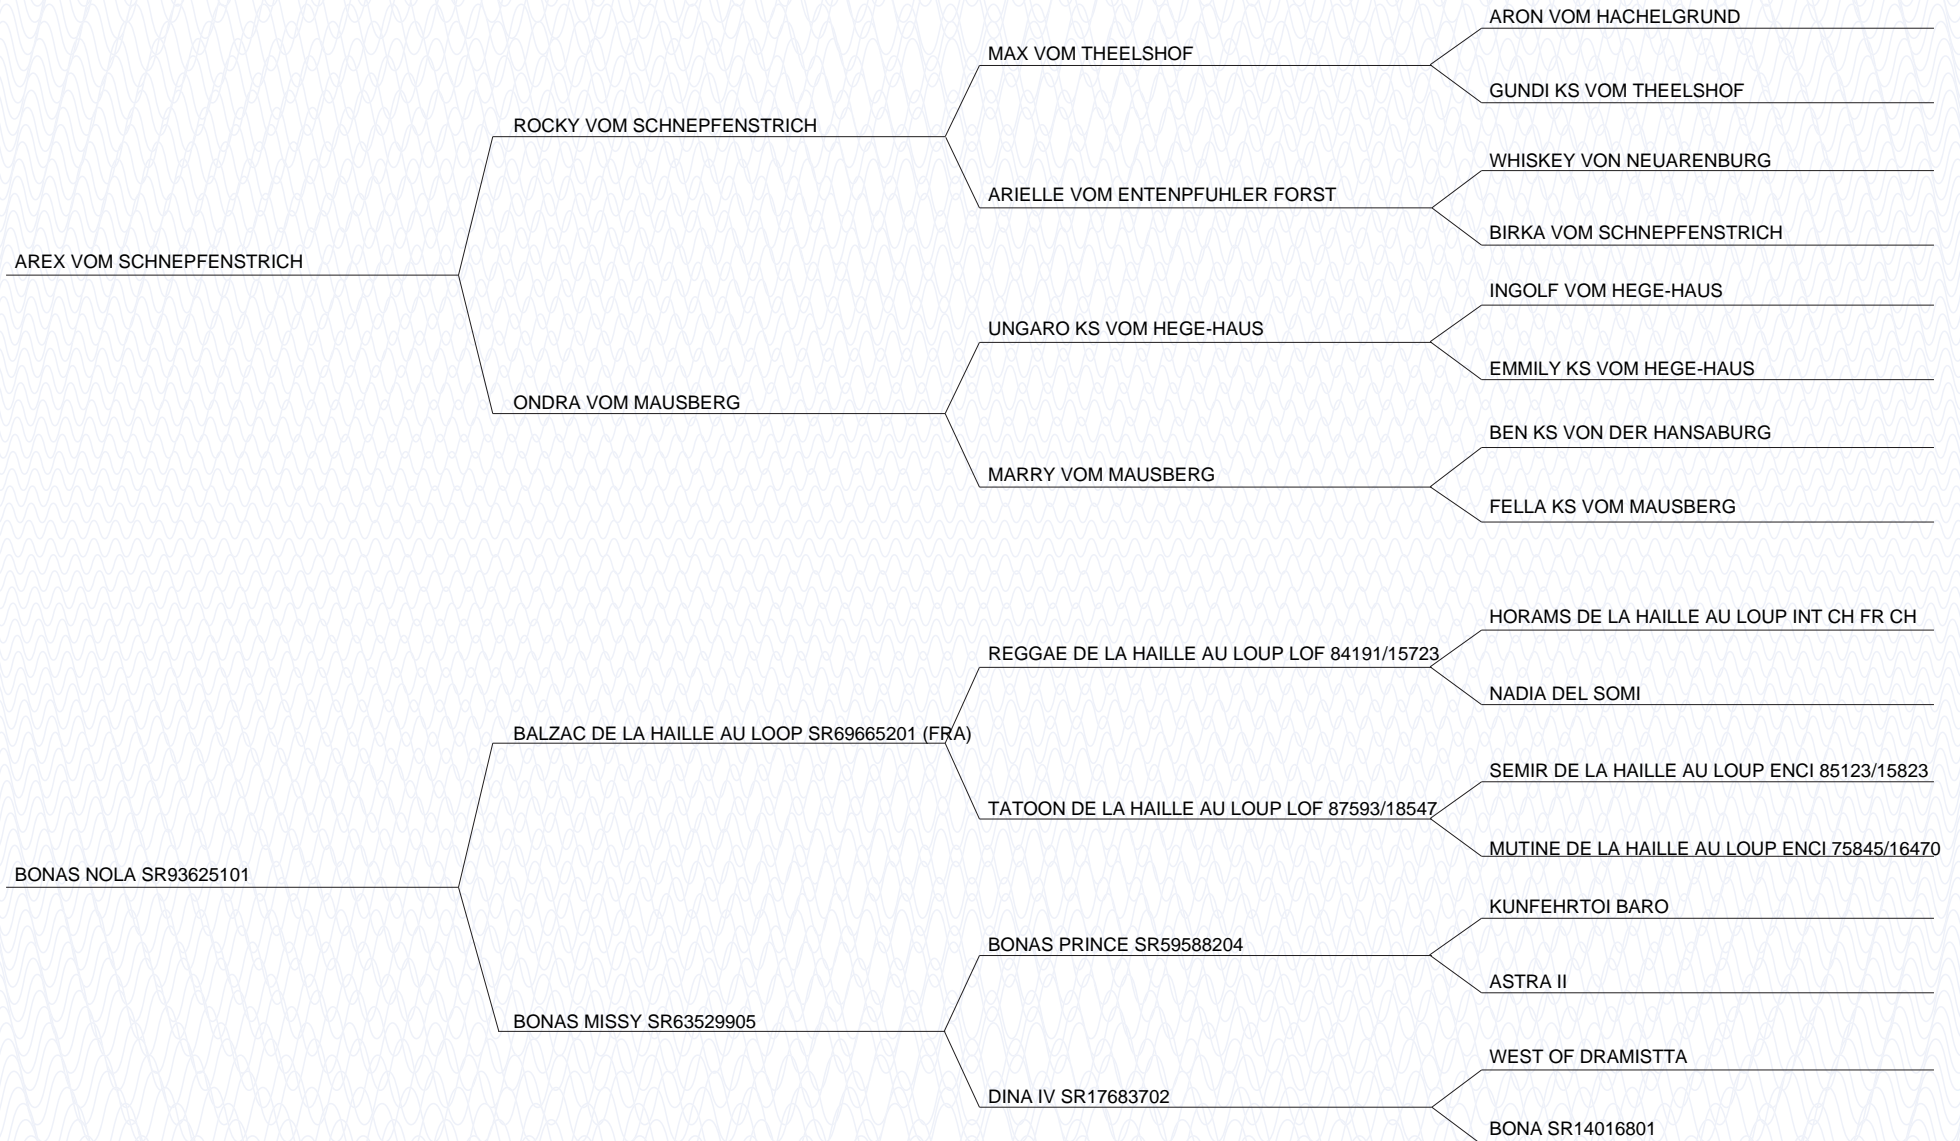 ARON VOM HACHELGRUND
MAX VOM THEELSHOF
GUNDI KS VOM THEELSHOF
ROCKY VOM SCHNEPFENSTRICH
WHISKEY VON NEUARENBURG
ARIELLE VOM ENTENPFUHLER FORST
BIRKA VOM SCHNEPFENSTRICH
AREX VOM SCHNEPFENSTRICH
INGOLF VOM HEGE-HAUS
UNGARO KS VOM HEGE-HAUS
EMMILY KS VOM HEGE-HAUS
ONDRA VOM MAUSBERG
BEN KS VON DER HANSABURG
MARRY VOM MAUSBERG
FELLA KS VOM MAUSBERG
HORAMS DE LA HAILLE AU LOUP INT CH FR CH
REGGAE DE LA HAILLE AU LOUP LOF 84191/15723
NADIA DEL SOMI
BALZAC DE LA HAILLE AU LOOP SR69665201 (FRA)
SEMIR DE LA HAILLE AU LOUP ENCI 85123/15823
TATOON DE LA HAILLE AU LOUP LOF 87593/18547
MUTINE DE LA HAILLE AU LOUP ENCI 75845/16470
BONAS NOLA SR93625101
KUNFEHRTOI BARO
BONAS PRINCE SR59588204
ASTRA II
BONAS MISSY SR63529905
WEST OF DRAMISTTA
DINA IV SR17683702
BONA SR14016801